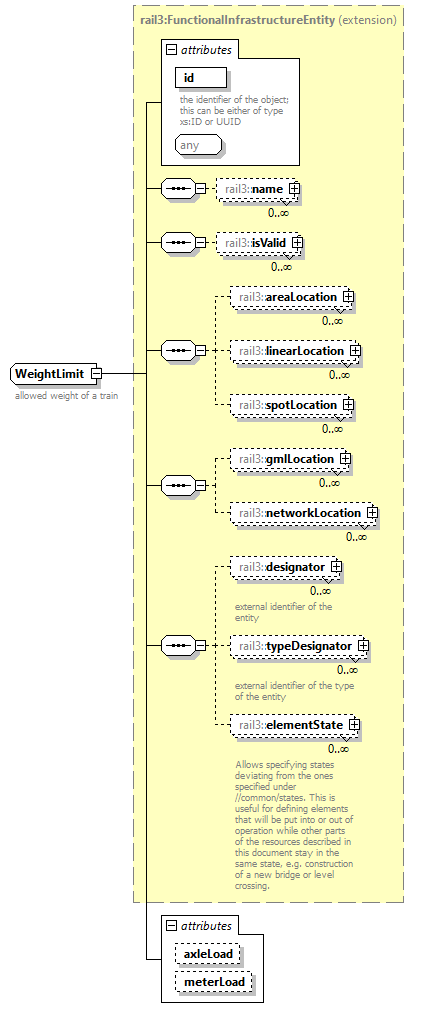 rail3:FunctionalInfrastructureEntity (extension)
attributes
id
the identifier of the object;
this can be either of type
xs:ID or UUID
any
rail3:name
0..∞
rail3:isValid
0..∞
rail3:areaLocation
0..∞
rail3:linearLocation
0..∞
rail3:spotLocation
0..∞
WeightLimit
allowed weight of a train
rail3:gmlLocation
0..∞
rail3:networkLocation
0..∞
rail3:designator
0..∞
external identifier of the
entity
rail3:typeDesignator
0..∞
external identifier of the type
of the entity
rail3:elementState
0..∞
Allows specifying states
deviating from the ones
specified under
//common/states. This is
useful for defining elements
that will be put into or out of
operation while other parts
of the resources described in
this document stay in the
same state, e.g. construction
of a new bridge or level
crossing.
attributes
axleLoad
meterLoad